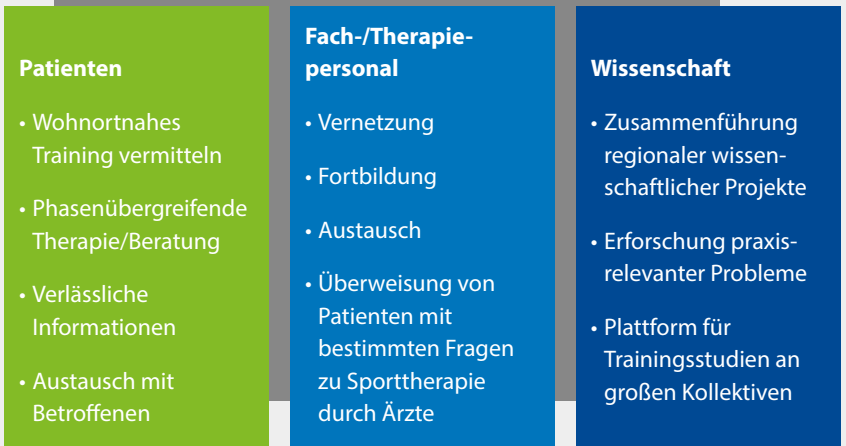 Patienten
• Wohnortnahes
Training vermitteln
• Phasenübergreifende
Therapie/Beratung
• Verlässliche
Informationen
• Austausch mit
Betroffenen
Fach-/Therapie-
personal
• Vernetzung
• Fortbildung
• Austausch
• Überweisung von
Patienten mit
bestimmten Fragen
zu Sporttherapie
durch Ärzte
Wissenschaft
• Zusammenführung
regionaler wissen-
schaftlicher Projekte
• Erforschung praxis-
relevanter Probleme
• Plattform für
Trainingsstudien an
großen Kollektiven